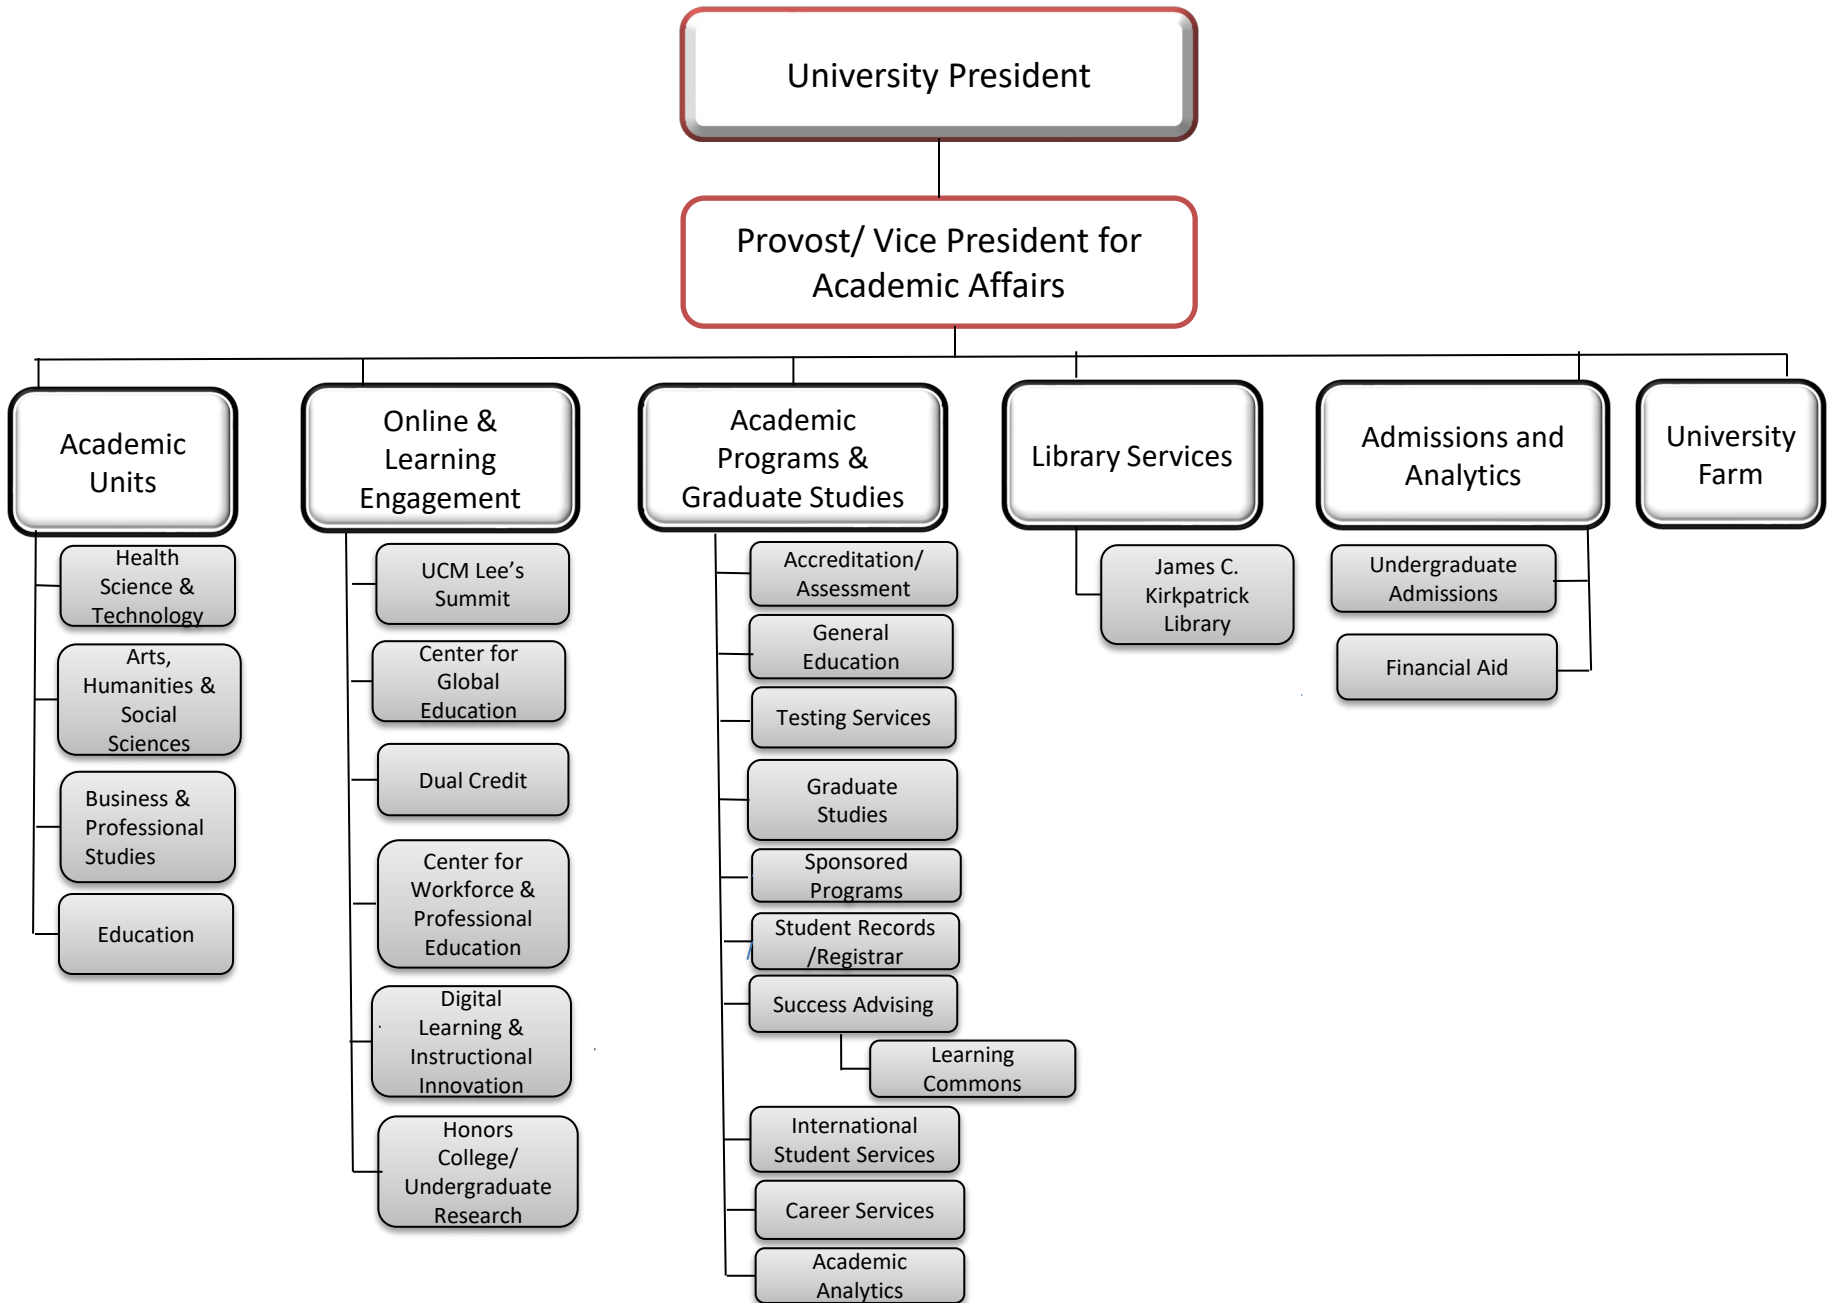 University President
Provost/ Vice President for
Academic Affairs
Academic
Units
Online &
Learning
Engagement
Academic
Programs &
Graduate Studies
Library Services
Admissions and
Analytics
University
Farm
Health
Science &
Technology
Arts,
Humanities &
Social
Sciences
Business &
Professional
Studies
Education
UCM Lee’s
Summit
Center for
Global
Education
Dual Credit
Center for
Workforce &
Professional
Education
Digital
Learning &
Instructional
Innovation
Honors
College/
Undergraduate
Research
Accreditation/
Assessment
General
Education
Testing Services
Graduate
Studies
Sponsored
Programs
Student Records
/Registrar
Success Advising
Learning
Commons
International
Student Services
Career Services
Academic
Analytics
James C.
Kirkpatrick
Library
Undergraduate
Admissions
Financial Aid